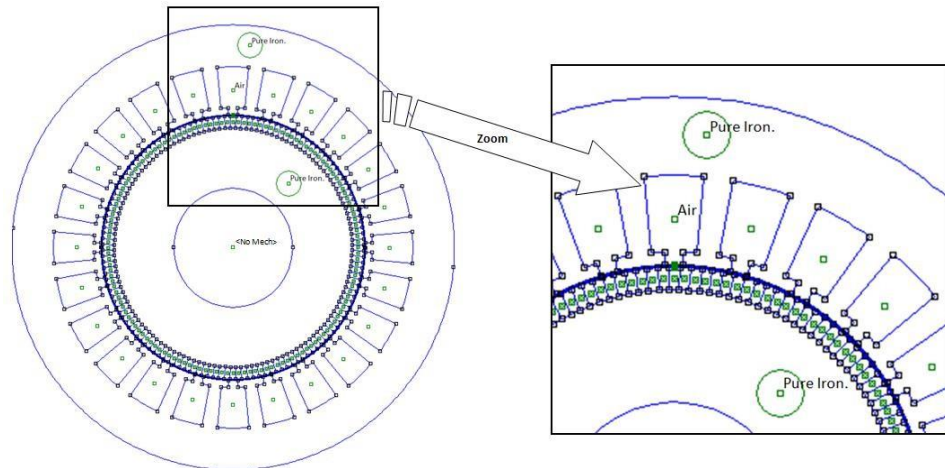 Pure Iron.
Air
Pure Iron.
<No Mech>
Zoom
Pure Iron.
Air
Pure Iron.